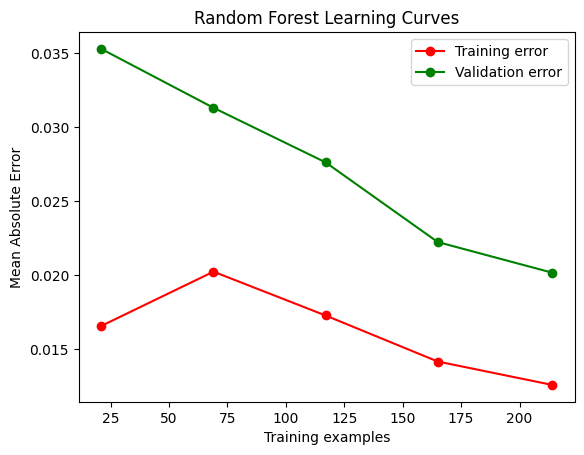 Random Forest Learning Curves
Training error
Validation error
Mean Absolute Error
0.035
0.030
0.025
0.020
0.015
25 50 75 100 125 150 175 200
Training examples